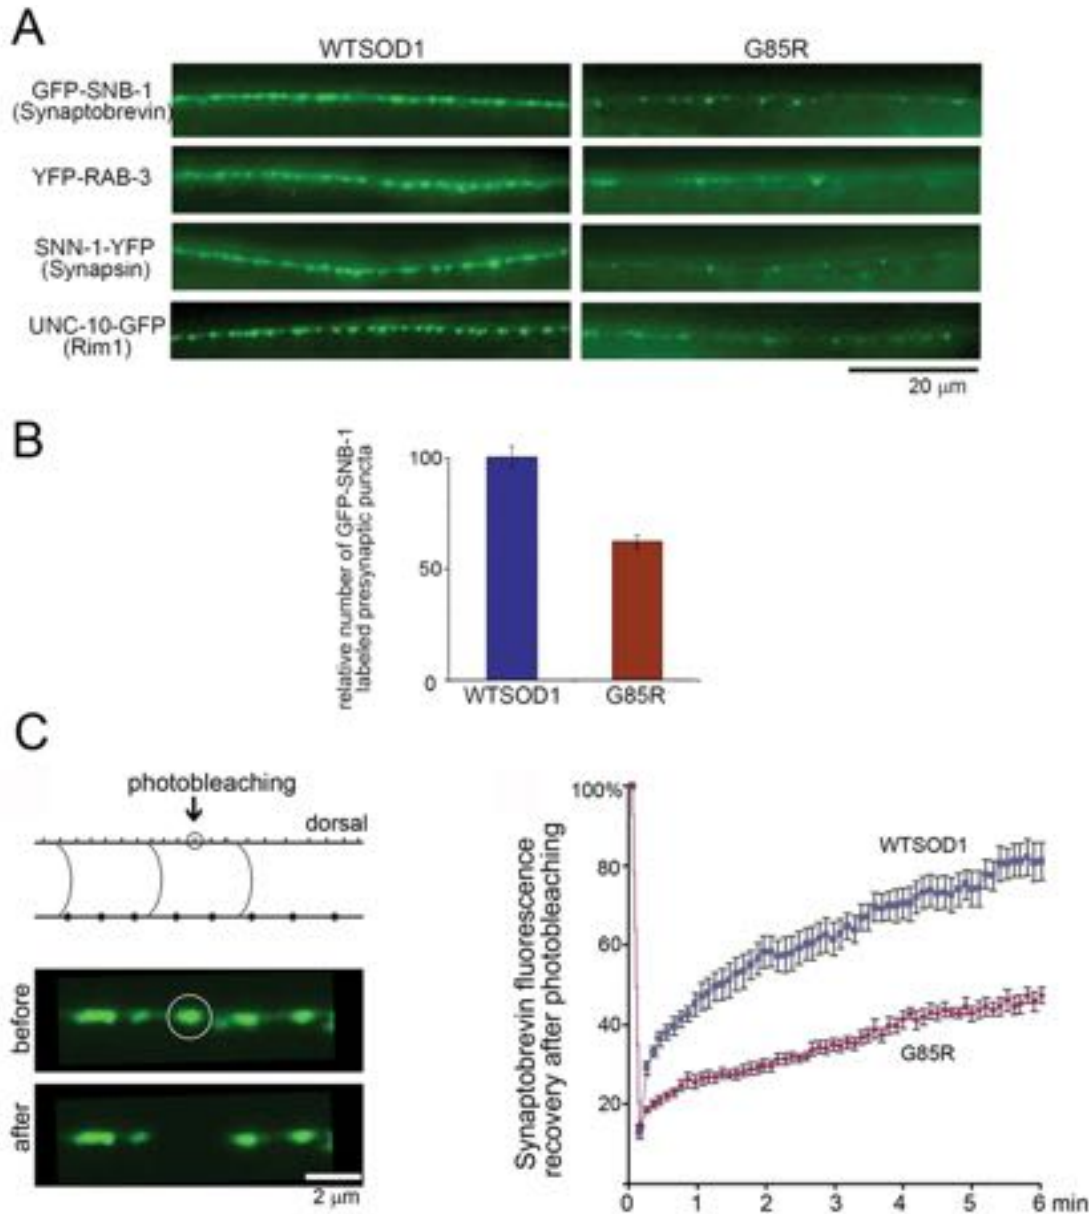 A
WTSOD1
G85R
GFP-SNB-1
(Synaptobrevin)
YFP-RAB-3
SNN-1-YFP
(Synapsin)
UNC-10-GFP
(Rim1)
20 μm
B
relative number of GFP-SNB-1
labeled presynaptic puncta
100
50
0
WTSOD1
G85R
C
photobleaching
dorsal
before
after
2 μm
Synaptobrevin fluorescence
recovery after photobleaching
100%
80
60
40
20
WTSOD1
G85R
0 1 2 3 4 5 6 min